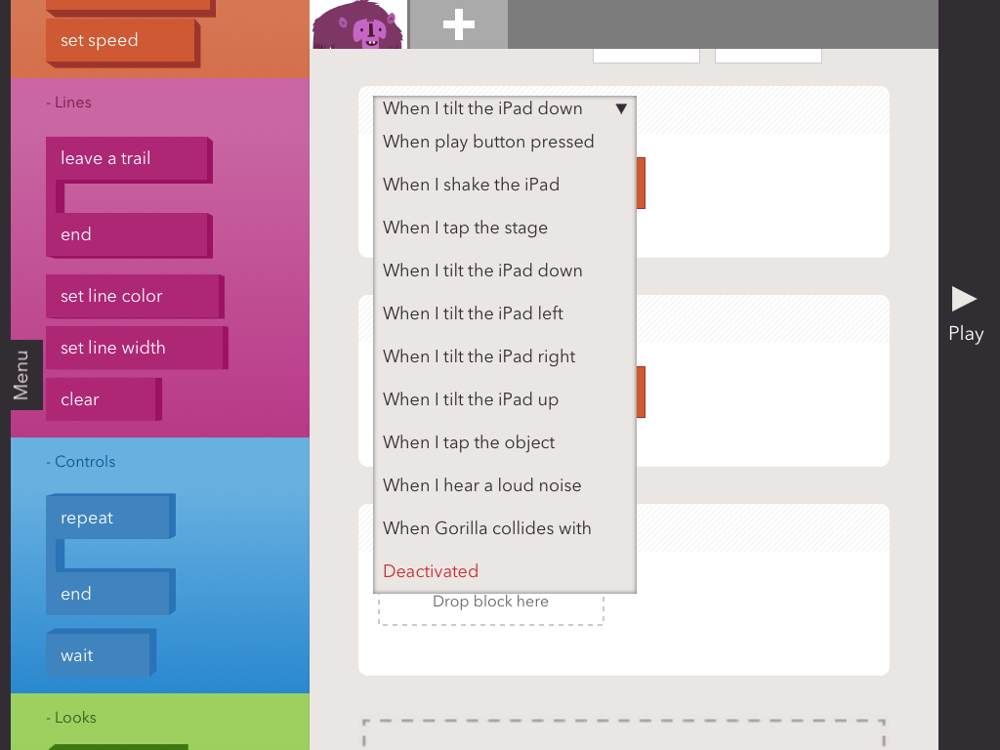 set speed
- Lines
leave a trail
end
set line color
set line width
clear
Menu
- Controls
repeat
end
wait
- Looks
When I tilt the iPad down
When play button pressed
When I shake the iPad
When I tap the stage
When I tilt the iPad down
When I tilt the iPad left
When I tilt the iPad right
When I tilt the iPad up
When I tap the object
When I hear a loud noise
When Gorilla collides with
Deactivated
Drop block here
Play